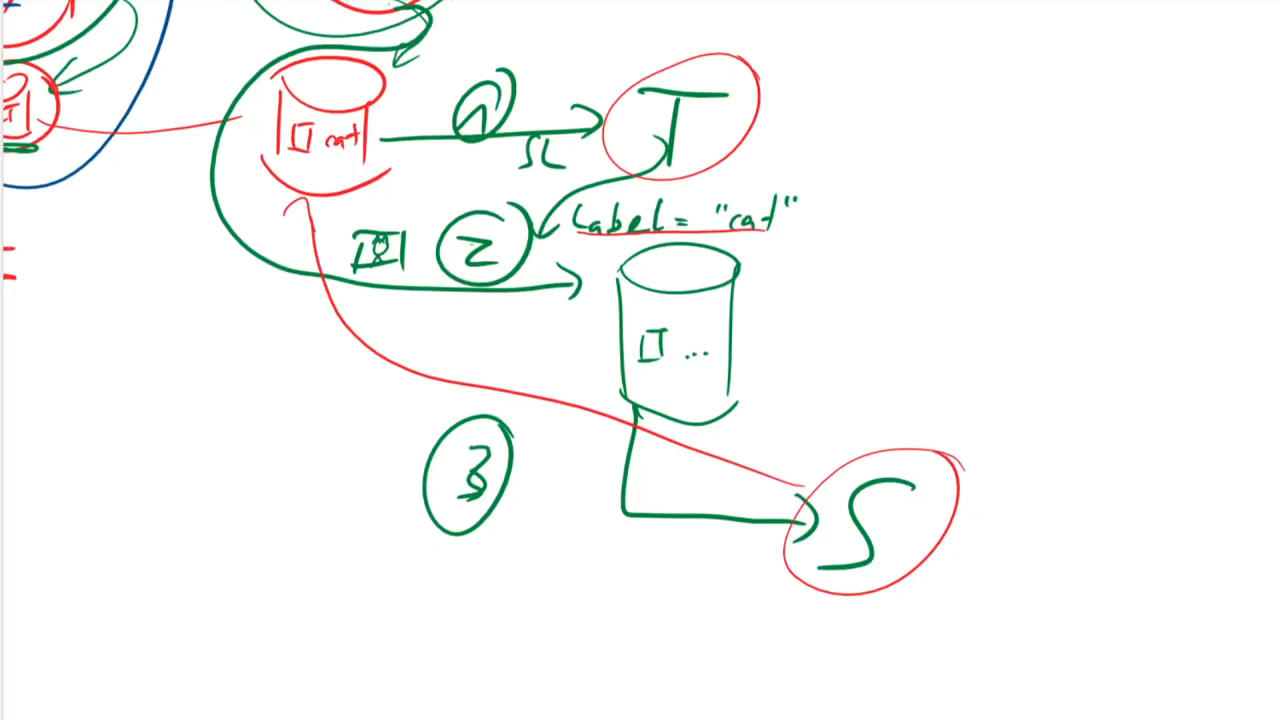 1
T
cat
SL
Label = "cat"
2
...
3
S